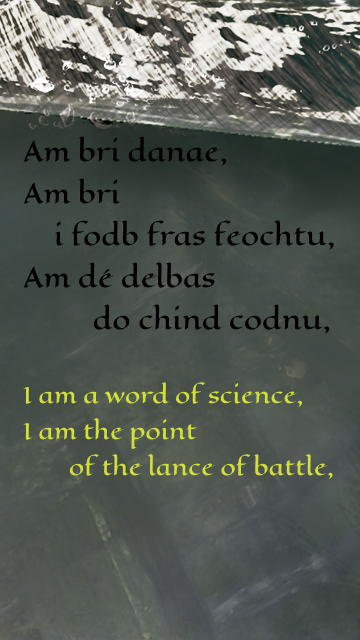 Am bri danae,
Am bri
i fodb fras feochtu,
Am dé delbas
do chind codnu,
I am a word of science,
I am the point
of the lance of battle,